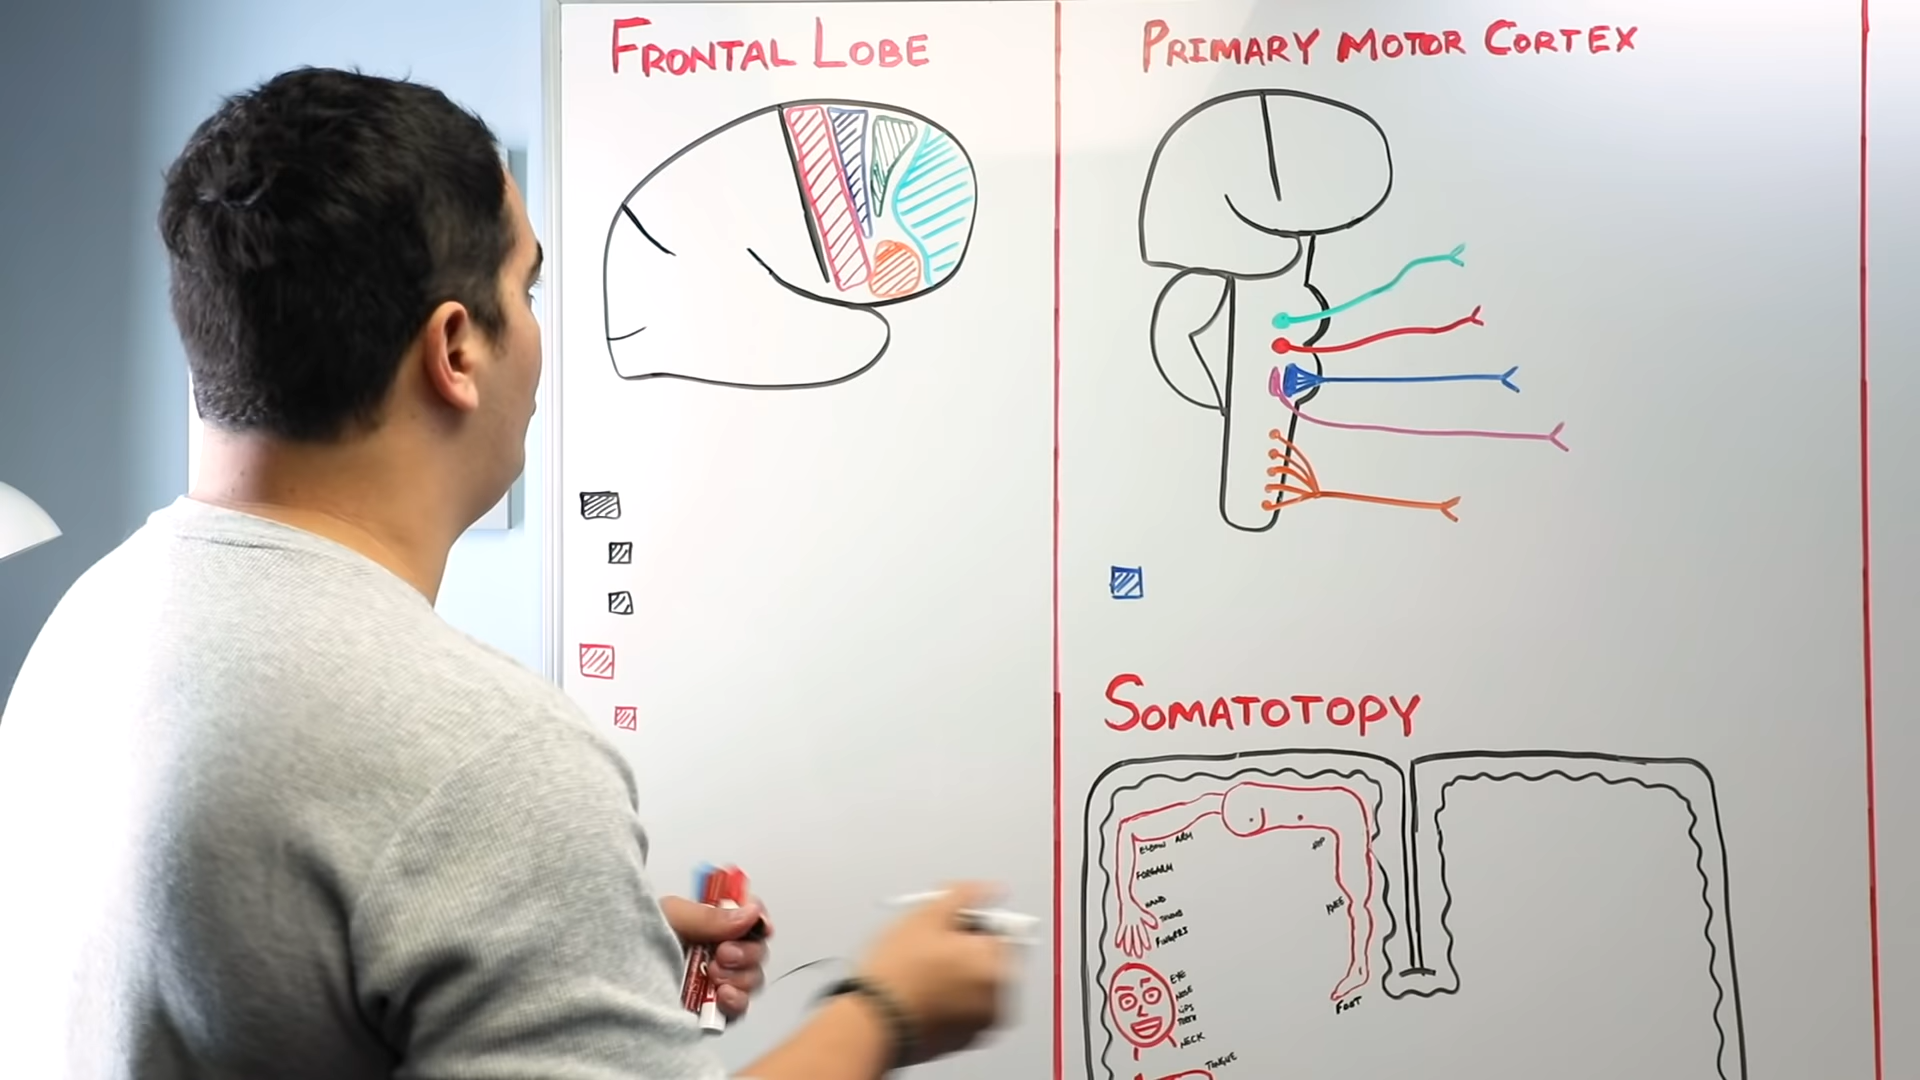 FRONTAL LOBE
PRIMARY MOTOR CORTEX
SOMATOTOPY
ELBOW ARM
HIP
FOREARM
HAND
KNEE
THUMB
FINGERS
EYE
NOSE
LIPS
TEETH
FOOT
NECK
TONGUE